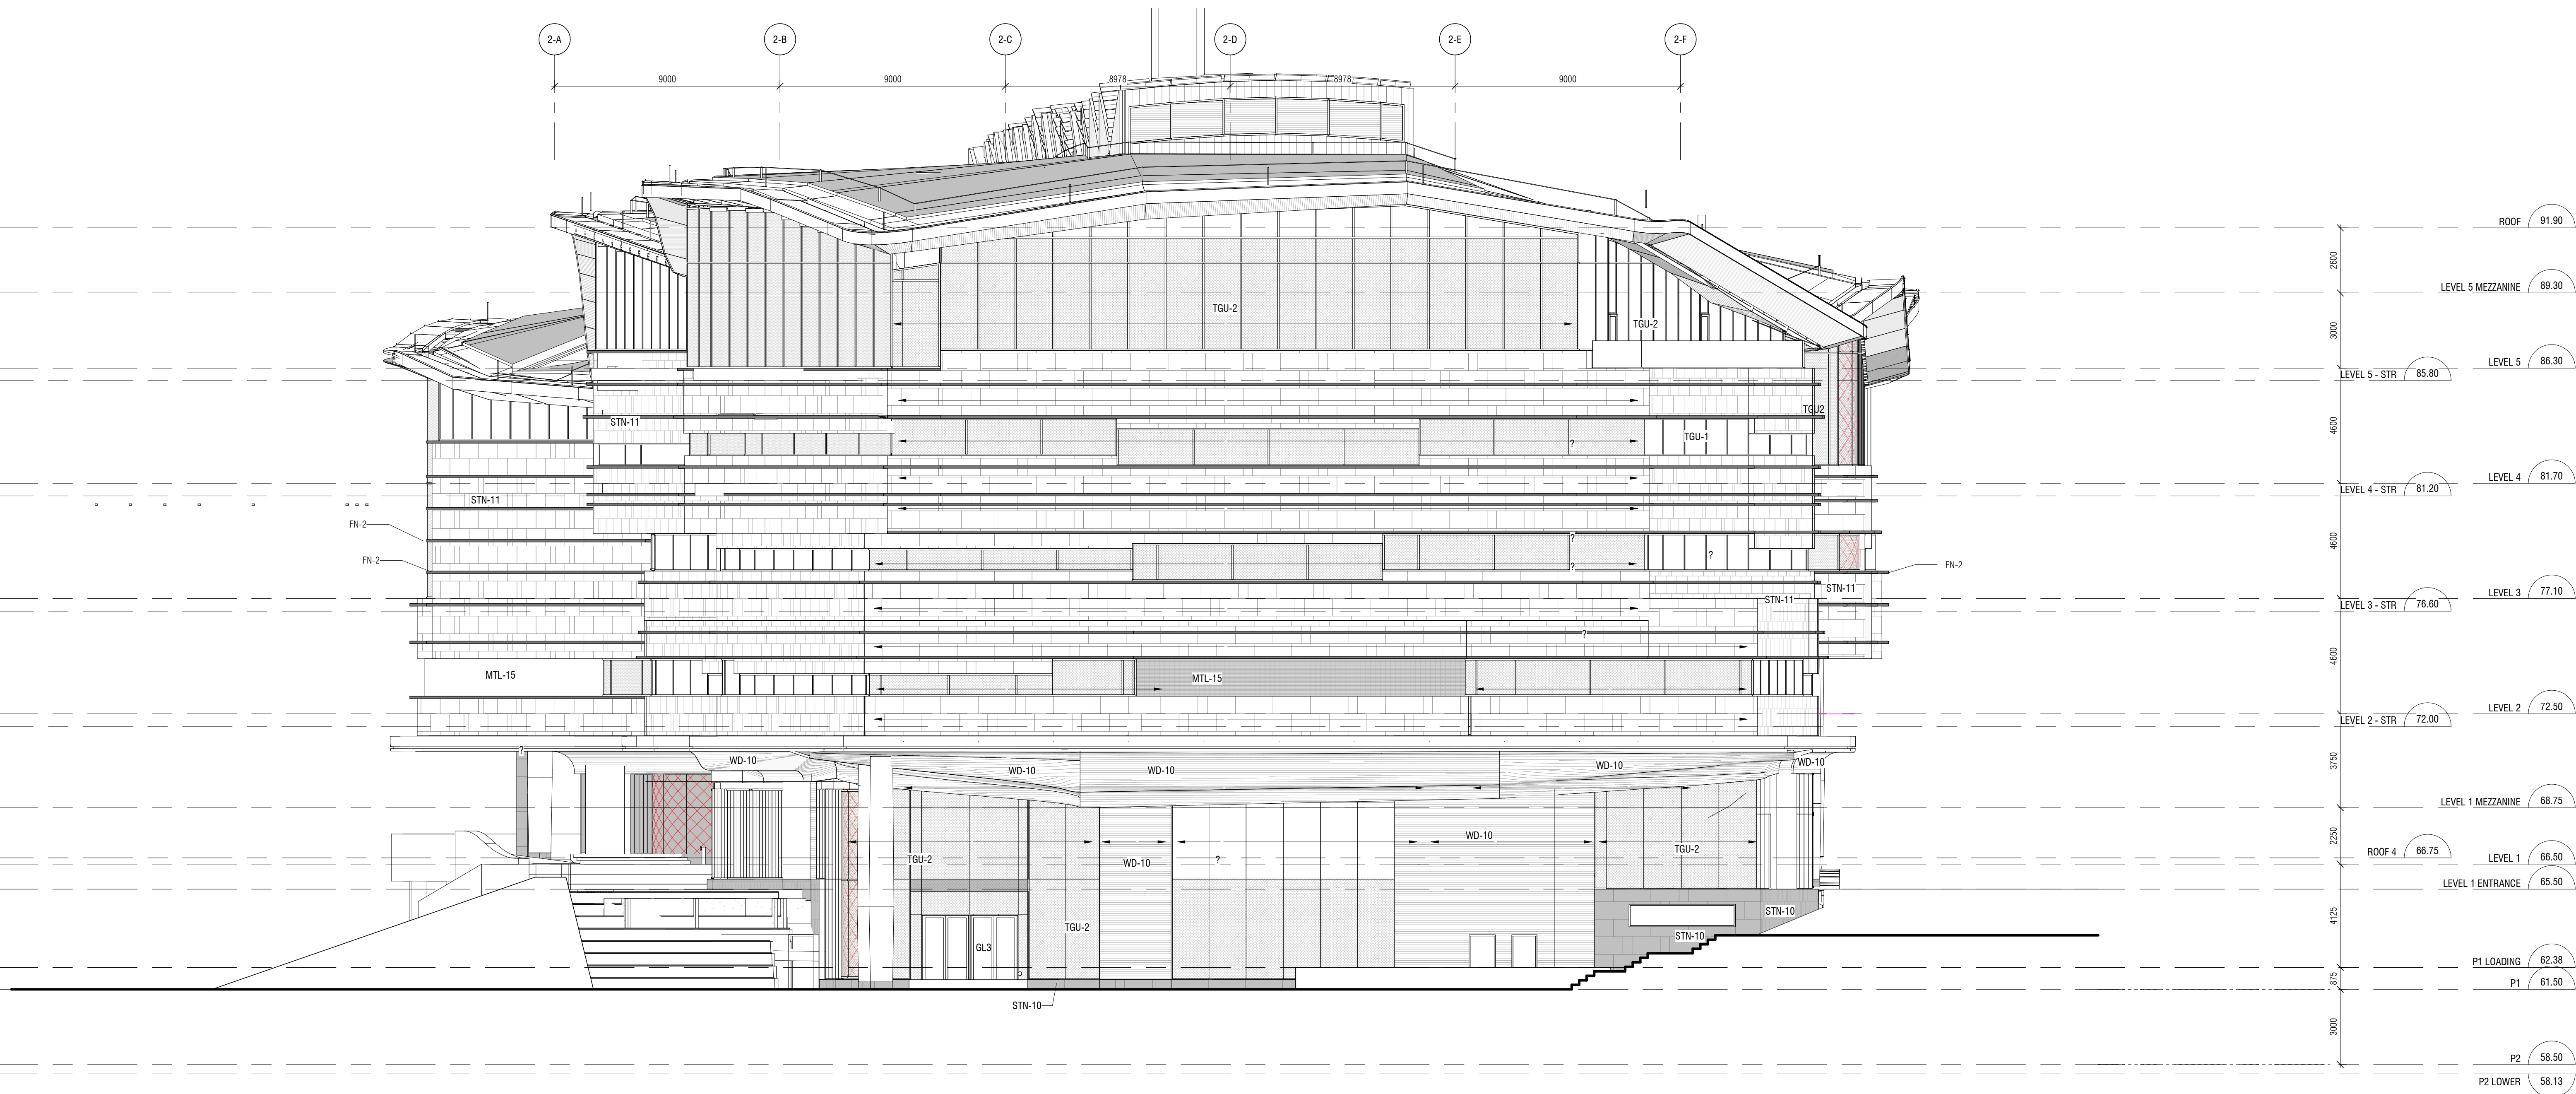 2-A 2-B 2-C 2-D 2-E 2-F
9000 9000 8978 8978 9000
ROOF 91.90
2600
LEVEL 5 MEZZANINE 89.30
TGU-2
TGU-2
3000
LEVEL 5 86.30
LEVEL 5 - STR 85.80
TGU2
STN-11
4600
TGU-1
?
LEVEL 4 81.70
LEVEL 4 - STR 81.20
STN-11
FN-2
?
4600
?
FN-2
?
FN-2
STN-11
LEVEL 3 77.10
STN-11
LEVEL 3 - STR 76.60
?
4600
MTL-15
MTL-15
LEVEL 2 72.50
LEVEL 2 - STR 72.00
?
WD-10
WD-10
3750
WD-10
WD-10
WD-10
LEVEL 1 MEZZANINE 68.75
WD-10
2250
TGU-2
ROOF 4 66.75
TGU-2
?
WD-10
LEVEL 1 66.50
LEVEL 1 ENTRANCE 65.50
STN-10
4125
TGU-2
STN-10
GL3
P1 LOADING 62.38
875
P1 61.50
STN-10
3000
P2 58.50
P2 LOWER 58.13